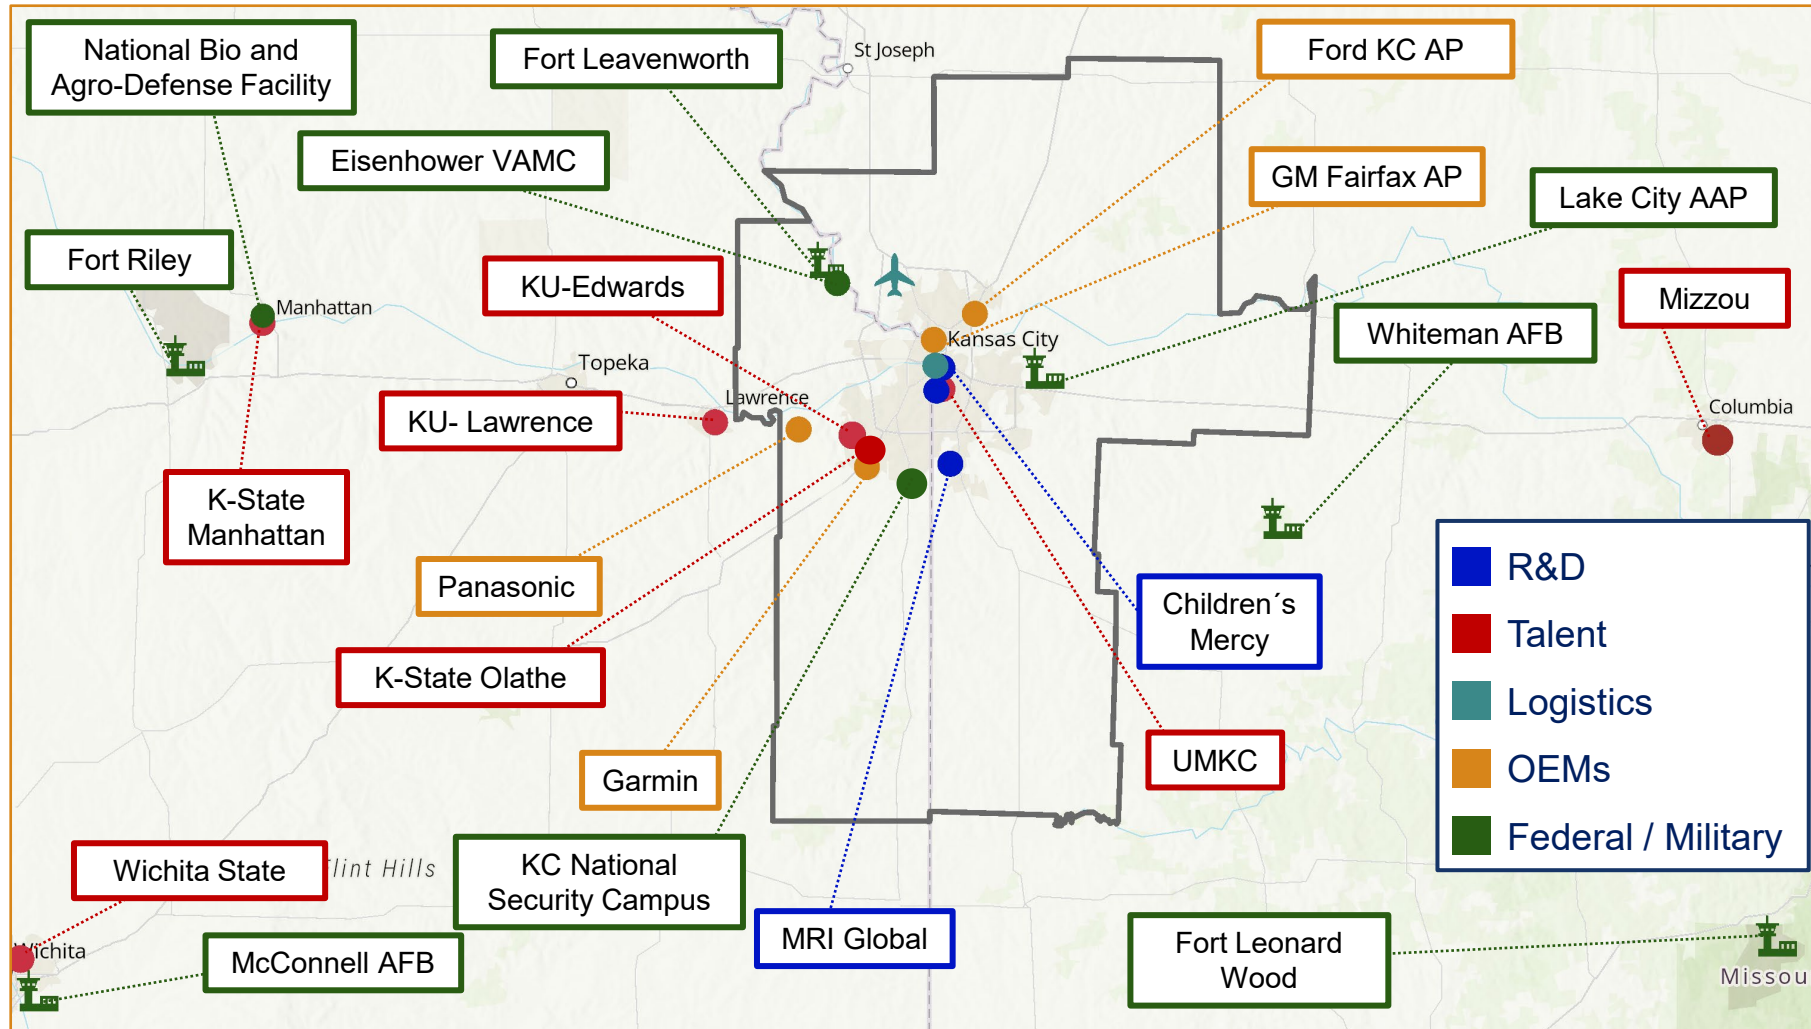 National Bio and
Agro-Defense Facility
Fort Leavenworth
St Joseph
Ford KC AP
Eisenhower VAMC
GM Fairfax AP
Lake City AAP
Fort Riley
KU-Edwards
Mizzou
Manhattan
Whiteman AFB
Kansas City
Topeka
Lawrence
KU- Lawrence
Columbia
K-State
Manhattan
Panasonic
R&D
Children´s
Mercy
Talent
K-State Olathe
Logistics
UMKC
Garmin
OEMs
Federal / Military
KC National
Security Campus
Wichita State
lint Hills
MRI Global
Fort Leonard
Wood
Wichita
McConnell AFB
Missou